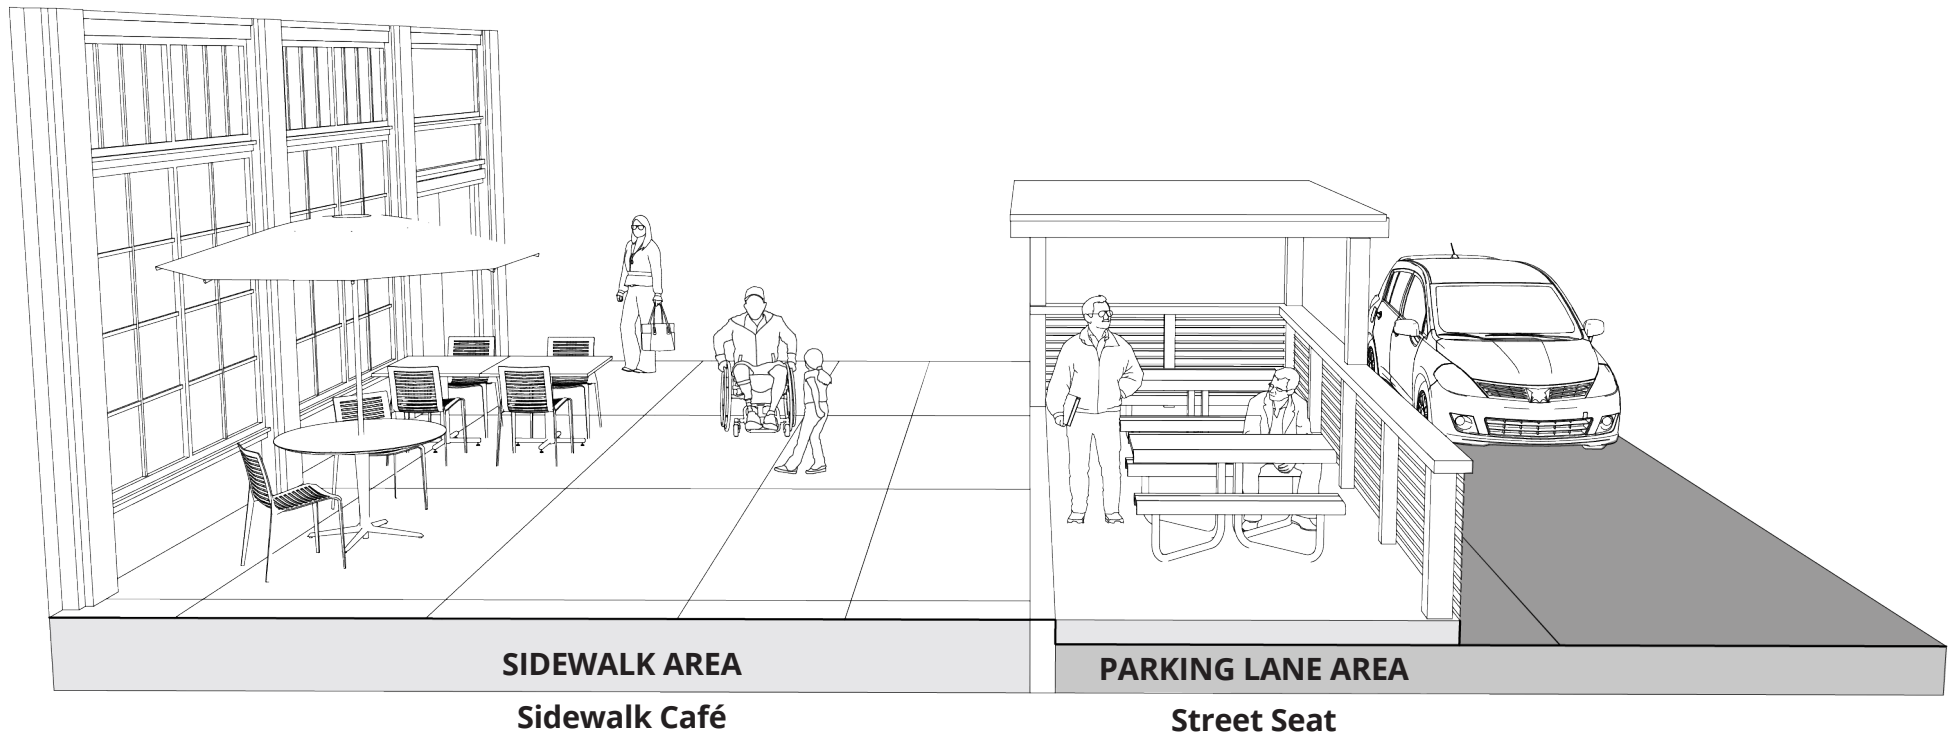 SIDEWALK AREA
PARKING LANE AREA
Sidewalk Café
Street Seat